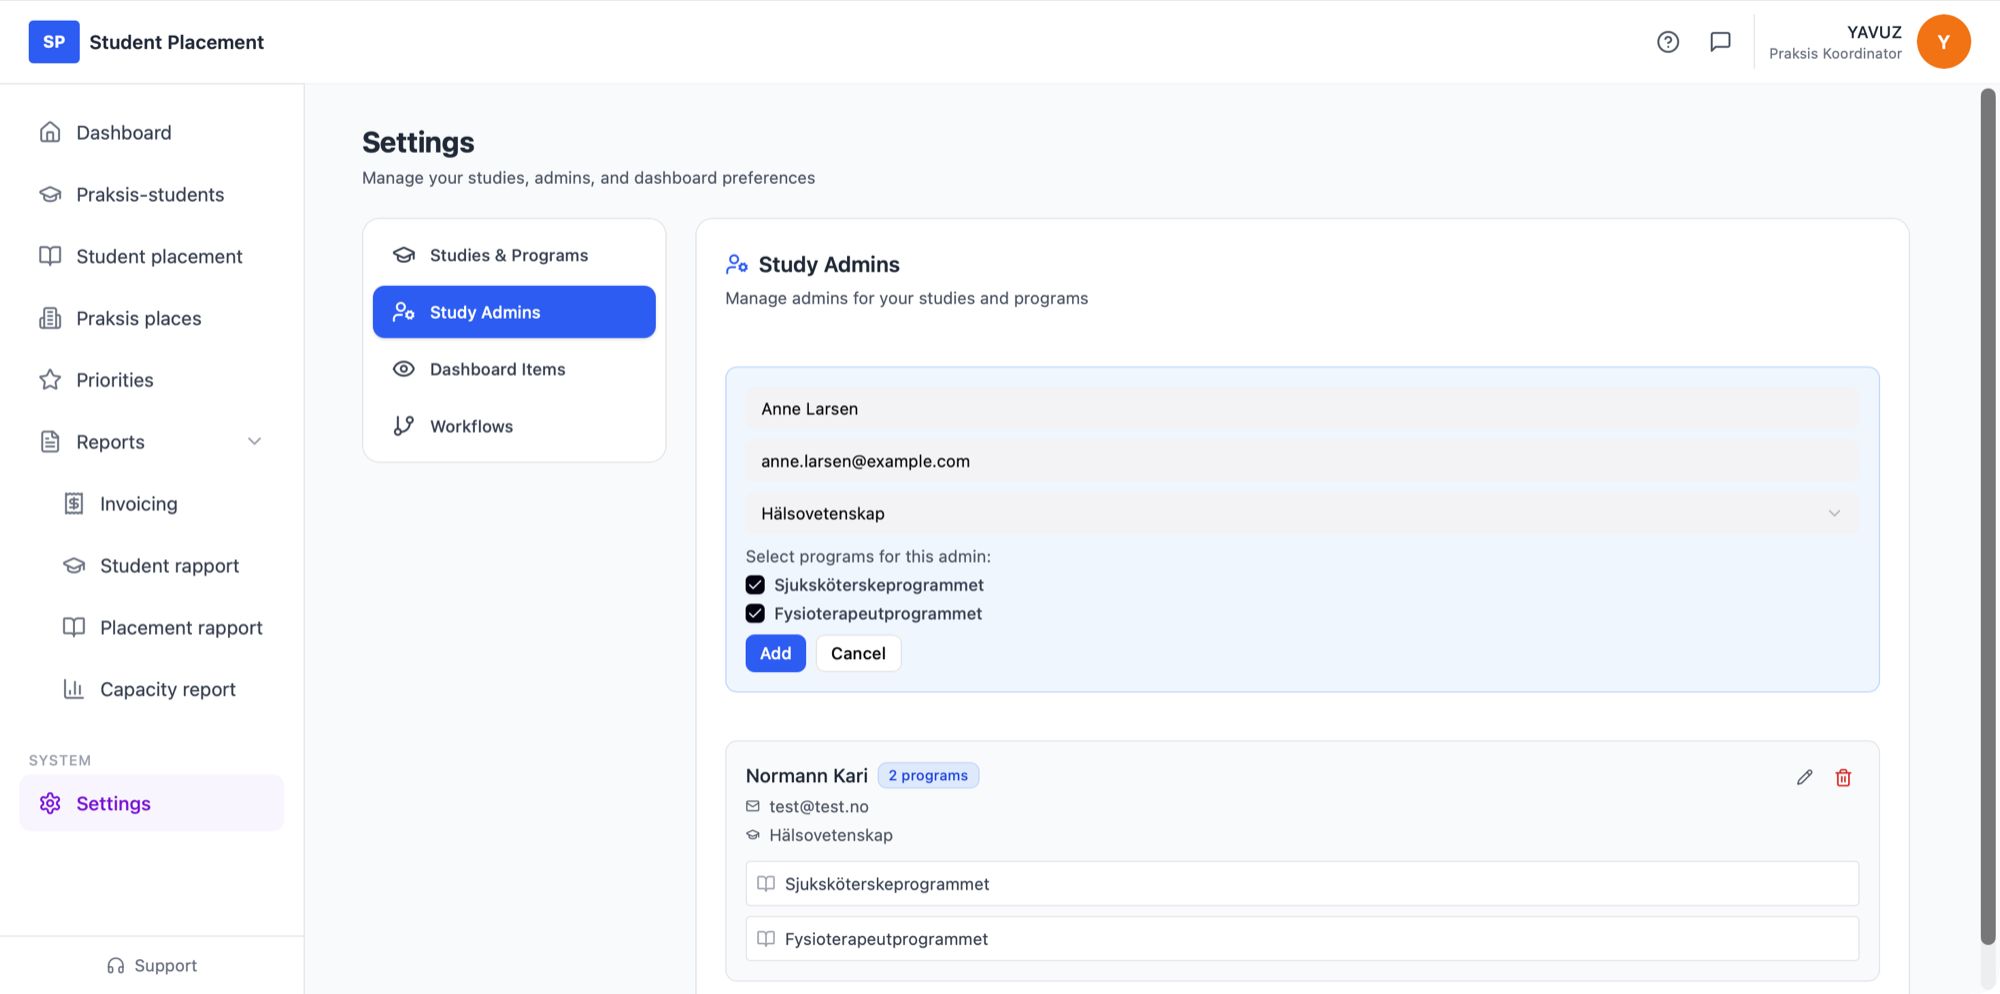 SP Student Placement
YAVUZ
Praksis Koordinator
Y
Dashboard
Praksis-students
Student placement
Praksis places
Priorities
Reports
Invoicing
Student rapport
Placement rapport
Capacity report
SYSTEM
Settings
Support
Settings
Manage your studies, admins, and dashboard preferences
Studies & Programs
Study Admins
Dashboard Items
Workflows
Study Admins
Manage admins for your studies and programs
Anne Larsen
anne.larsen@example.com
Hälsovetenskap
Select programs for this admin:
Sjuksköterskeprogrammet
Fysioterapeutprogrammet
Add Cancel
Normann Kari 2 programs
test@test.no
Hälsovetenskap
Sjuksköterskeprogrammet
Fysioterapeutprogrammet